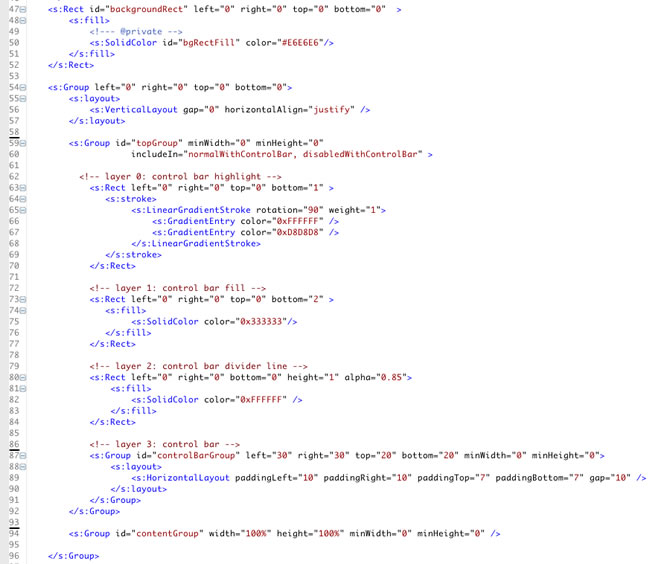 47 <s:Rect id="backgroundRect" left="0" right="0" top="0" bottom="0"  >
48 <s:fill>
49 <!--- @private -->
50 <s:SolidColor id="bgRectFill" color="#E6E6E6"/>
51 </s:fill>
52 </s:Rect>
53
54 <s:Group left="0" right="0" top="0" bottom="0">
55 <s:layout>
56 <s:VerticalLayout gap="0" horizontalAlign="justify" />
57 </s:layout>
58
59 <s:Group id="topGroup" minWidth="0" minHeight="0"
60 includeIn="normalWithControlBar, disabledWithControlBar" >
61
62 <!-- layer 0: control bar highlight -->
63 <s:Rect left="0" right="0" top="0" bottom="1" >
64 <s:stroke>
65 <s:LinearGradientStroke rotation="90" weight="1">
66 <s:GradientEntry color="0xFFFFFF" />
67 <s:GradientEntry color="0xD8D8D8" />
68 </s:LinearGradientStroke>
69 </s:stroke>
70 </s:Rect>
71
72 <!-- layer 1: control bar fill -->
73 <s:Rect left="0" right="0" top="0" bottom="2" >
74 <s:fill>
75 <s:SolidColor color="0x333333"/>
76 </s:fill>
77 </s:Rect>
78
79 <!-- layer 2: control bar divider line -->
80 <s:Rect left="0" right="0" bottom="0" height="1" alpha="0.85">
81 <s:fill>
82 <s:SolidColor color="0xFFFFFF" />
83 </s:fill>
84 </s:Rect>
85
86 <!-- layer 3: control bar -->
87 <s:Group id="controlBarGroup" left="30" right="30" top="20" bottom="20" minWidth="0" minHeight="0">
88 <s:layout>
89 <s:HorizontalLayout paddingLeft="10" paddingRight="10" paddingTop="7" paddingBottom="7" gap="10" />
90 </s:layout>
91 </s:Group>
92 </s:Group>
93
94 <s:Group id="contentGroup" width="100%" height="100%" minWidth="0" minHeight="0" />
95
96 </s:Group>